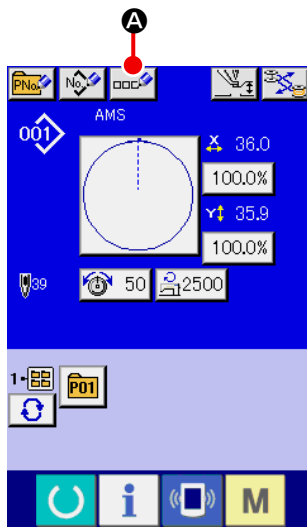 A
PNo. No.
AMS
001
X 36.0
100.0%
Y 35.9
100.0%
39 50 2500
1- P01
i M